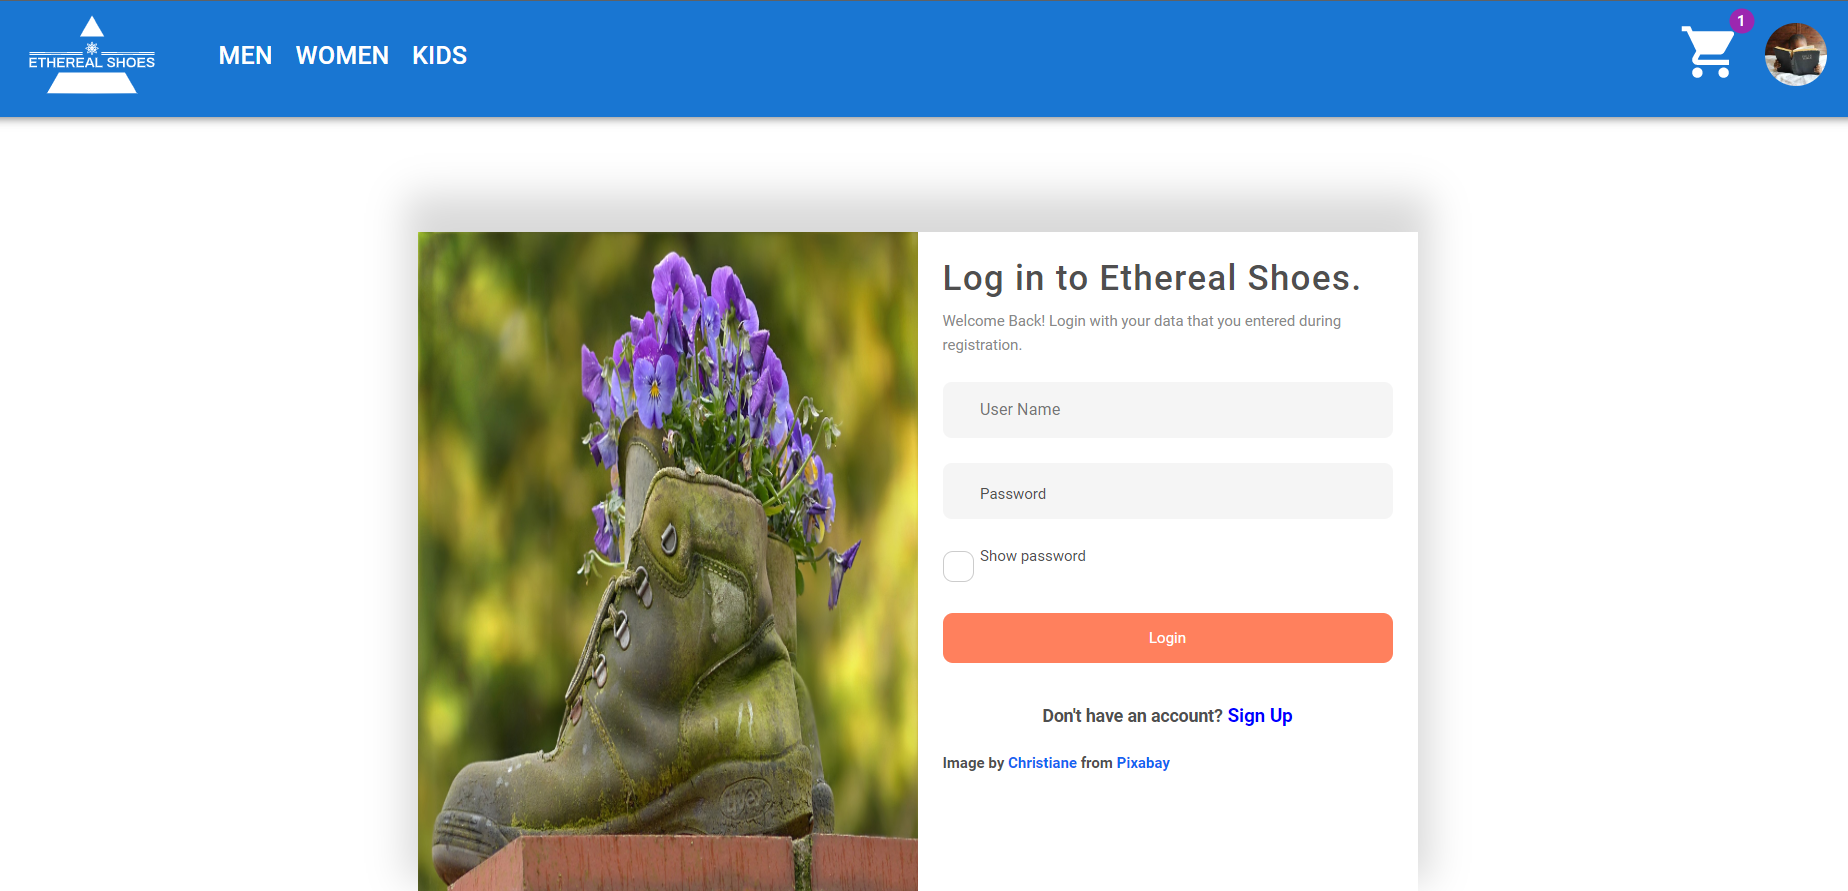 ETHEREAL SHOES
MEN WOMEN KIDS
1
Log in to Ethereal Shoes.
Welcome Back! Login with your data that you entered during
registration.
User Name
Password
Show password
Login
Don't have an account? Sign Up
Image by Christiane from Pixabay